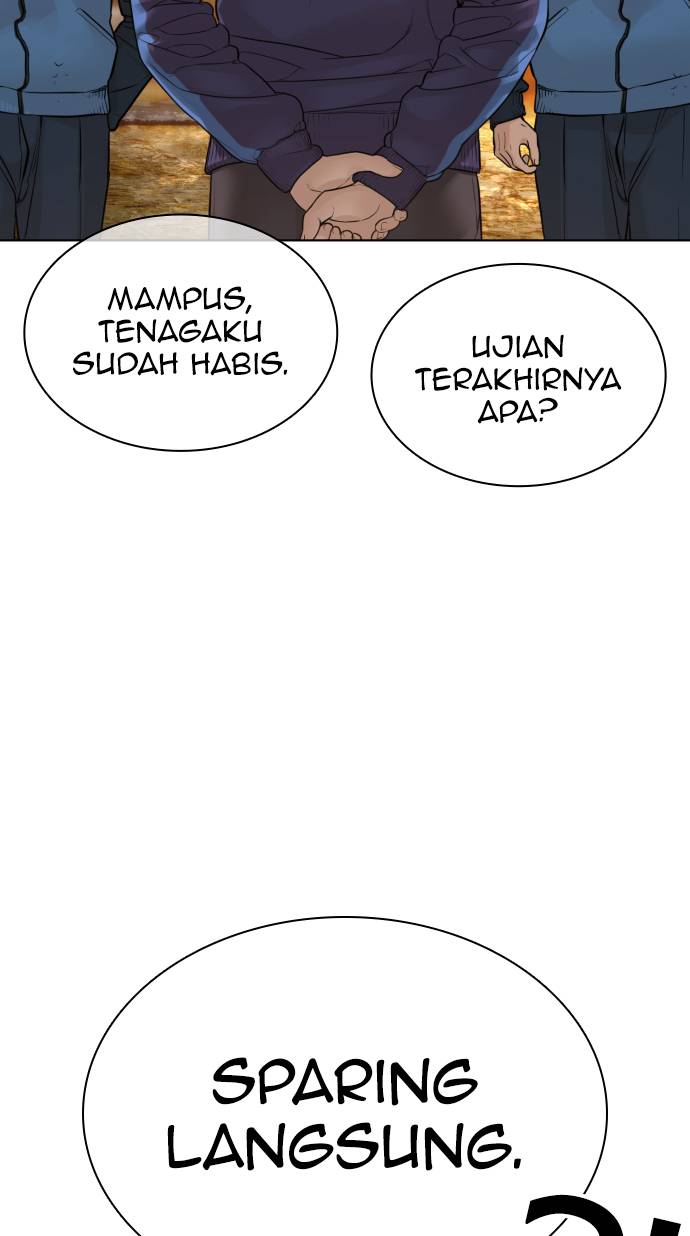 MAMPUS,
TENAGAKU
SUDAH HABIS.
UJIAN
TERAKHIRNYA
APA?
SPARING
LANGSUNG.